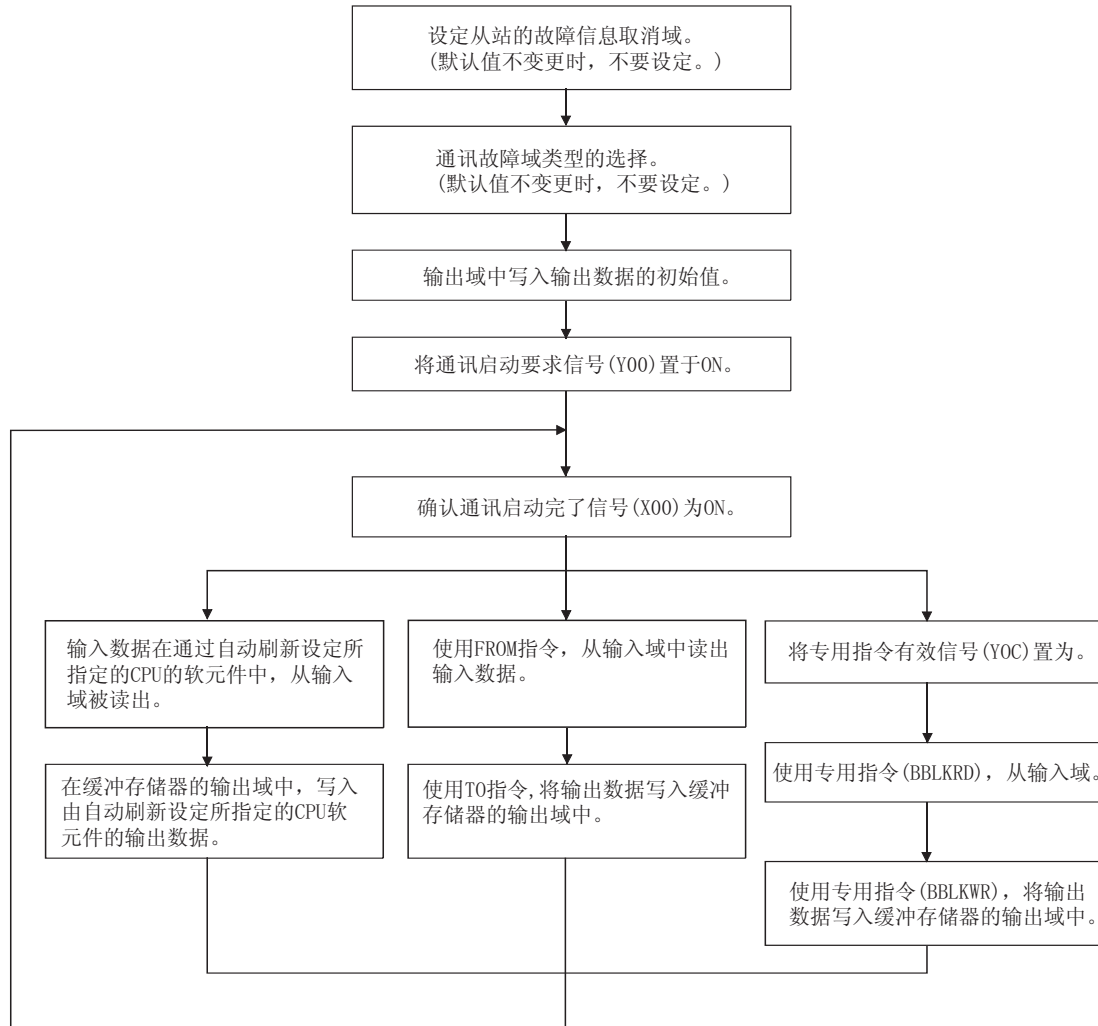 设定从站的故障信息取消域。
(默认值不变更时，不要设定。)
通讯故障域类型的选择。
(默认值不变更时，不要设定。)
输出域中写入输出数据的初始值。
将通讯启动要求信号(Y00)置于ON。
确认通讯启动完了信号(X00)为ON。
输入数据在通过自动刷新设定所
指定的CPU的软元件中，从输入
域被读出。
在缓冲存储器的输出域中，写入
由自动刷新设定所指定的CPU软
元件的输出数据。
使用FROM指令，从输入域中读出
输入数据。
使用TO指令,将输出数据写入缓冲
存储器的输出域中。
将专用指令有效信号(YOC)置为。
使用专用指令(BBLKRD)，从输入域。
使用专用指令(BBLKWR)，将输出
数据写入缓冲存储器的输出域中。